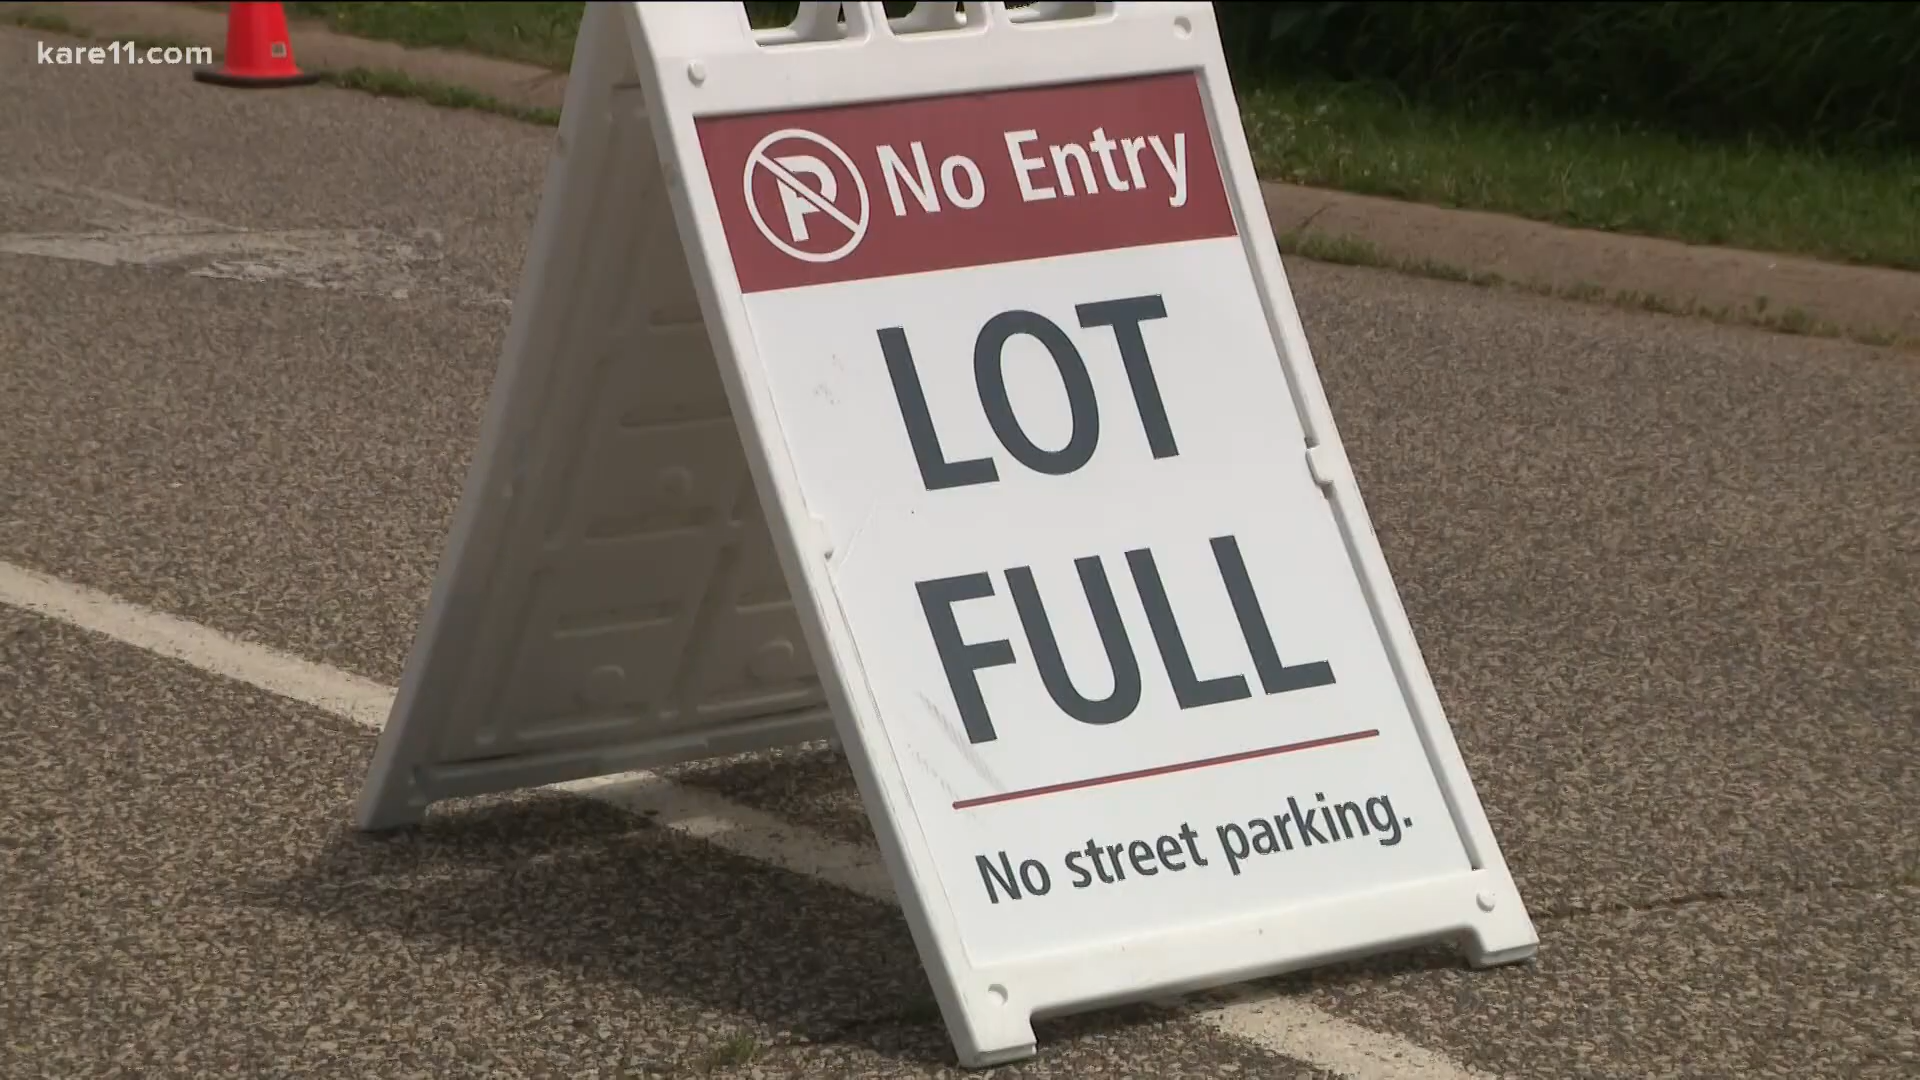 kare11.com
No Entry
LOT
FULL
No street parking.